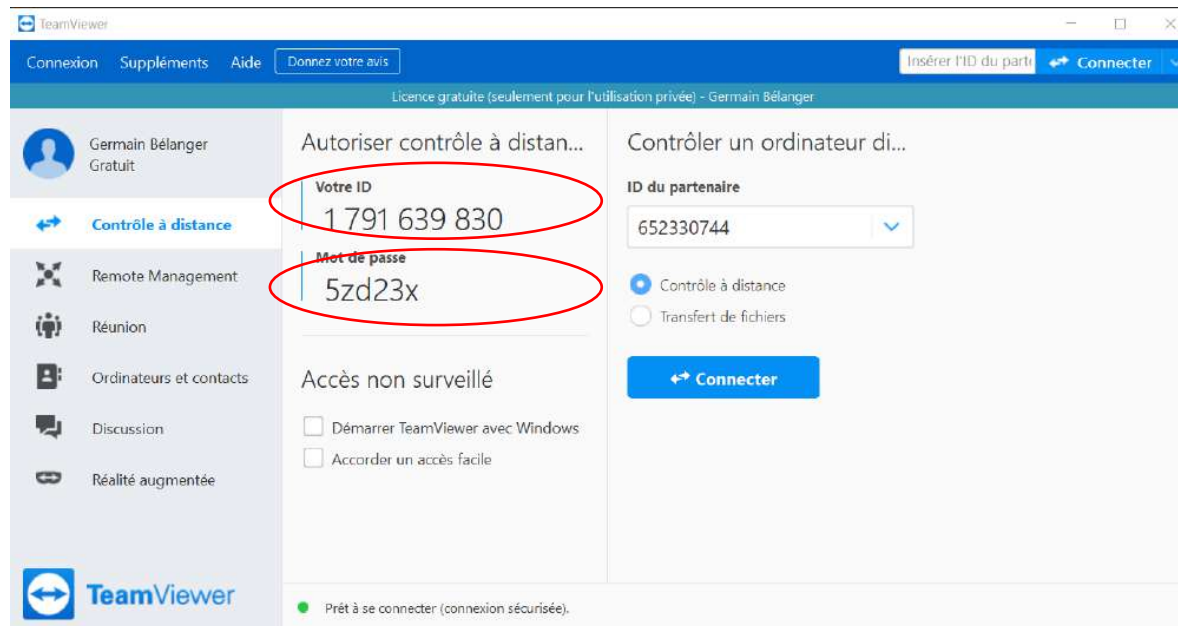 TeamViewer
Connexion Suppléments Aide Donnez votre avis Insérer l'ID du parte Connecter
Licence gratuite (seulement pour l'utilisation privée) - Germain Bélanger
Germain Bélanger
Gratuit
Contrôle à distance
Remote Management
Réunion
Ordinateurs et contacts
Discussion
Réalité augmentée
TeamViewer
Autoriser contrôle à distan...
Votre ID
1 791 639 830
Mot de passe
5zd23x
Accès non surveillé
Démarrer TeamViewer avec Windows
Accorder un accès facile
Contrôler un ordinateur di...
ID du partenaire
652330744
Contrôle à distance
Transfert de fichiers
Connecter
Prêt à se connecter (connexion sécurisée).